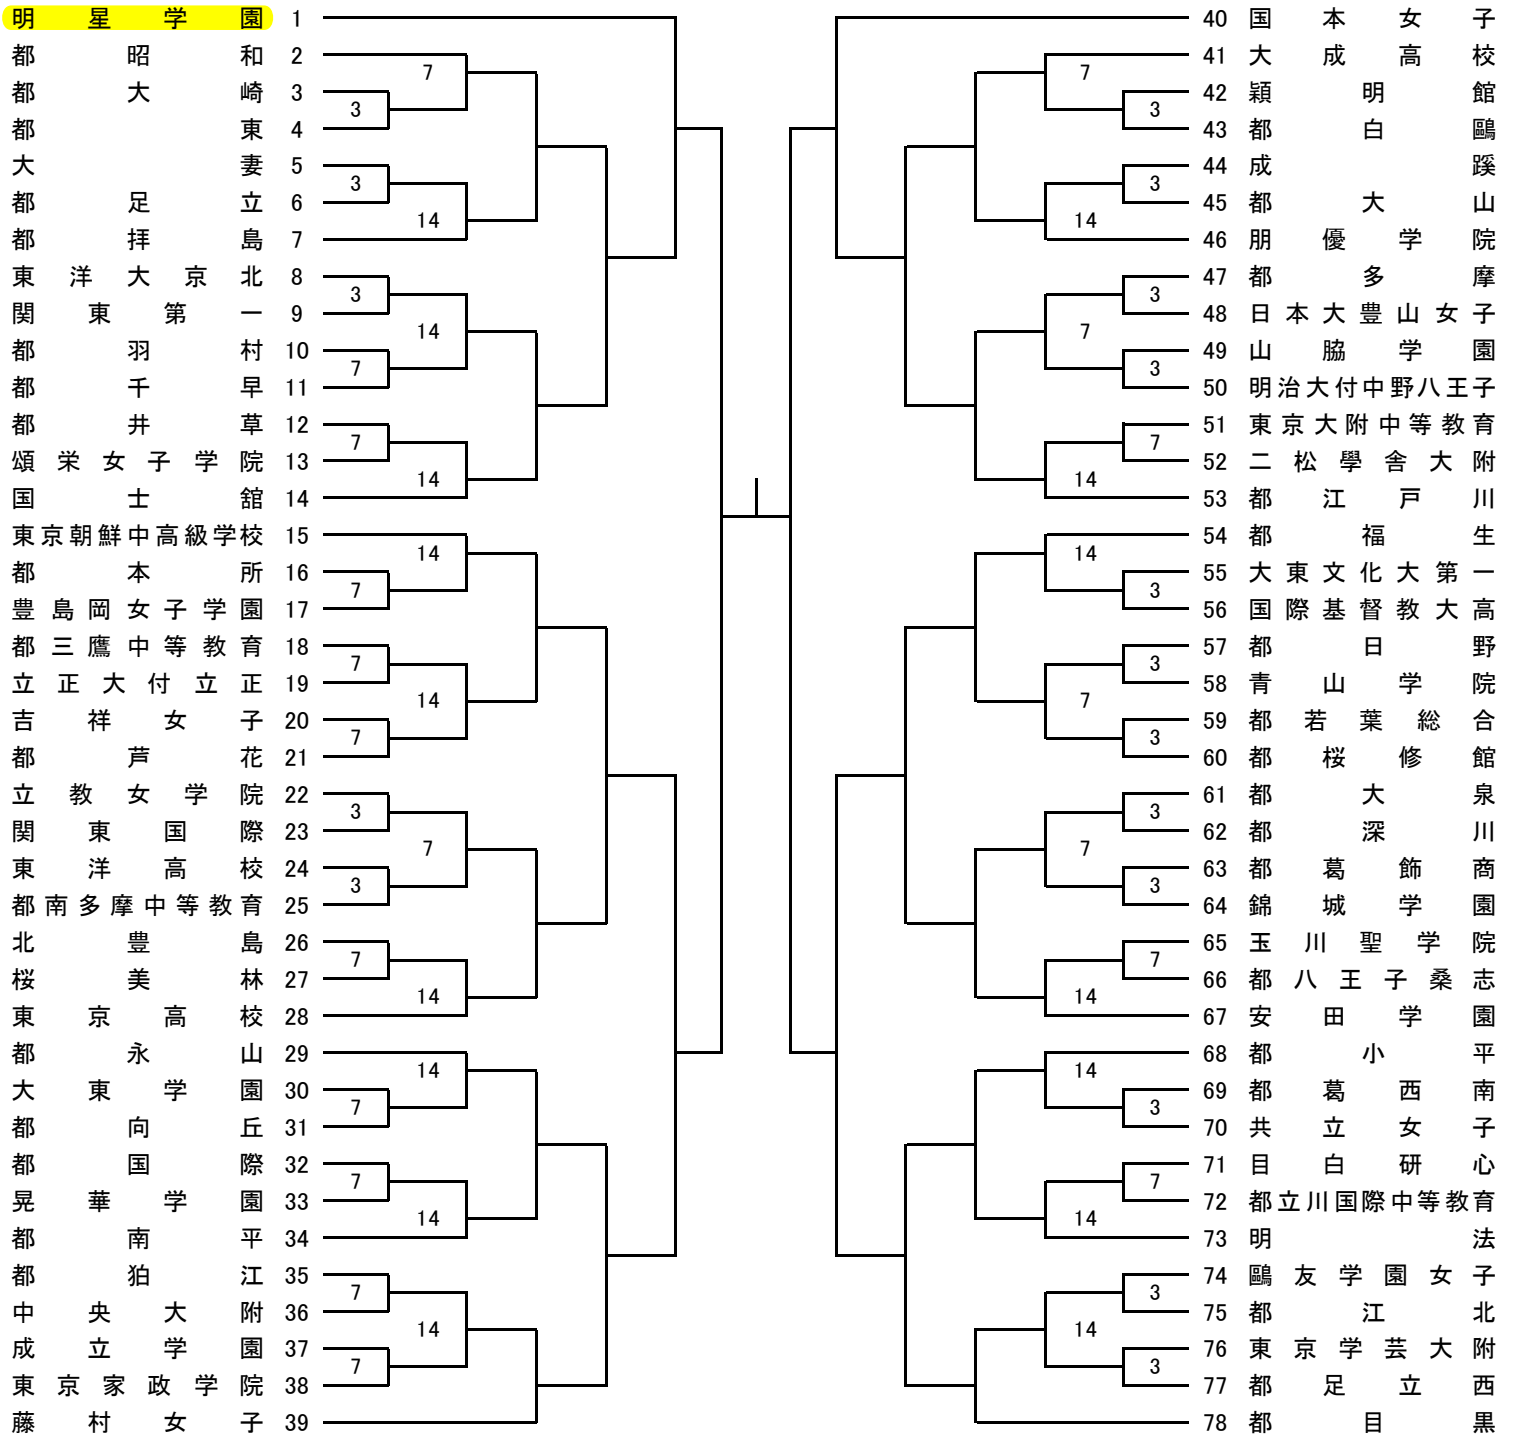 明星学園 1
都昭和 2
7
都大崎 3
3
都東 4
大妻 5
3
都足立 6
14
都拝島 7
東洋大京北 8
3
関東第一 9
14
都羽村 10
7
都千早 11
都井草 12
7
頌栄女子学院 13
14
国士舘 14
東京朝鮮中高級学校 15
14
都本所 16
7
豊島岡女子学園 17
都三鷹中等教育 18
7
立正大付立正 19
14
吉祥女子 20
7
都芦花 21
立教女学院 22
3
関東国際 23
7
東洋高校 24
3
都南多摩中等教育 25
北豊島 26
7
桜美林 27
14
東京高校 28
都永山 29
14
大東学園 30
7
都向丘 31
都国際 32
7
晃華学園 33
14
都南平 34
都狛江 35
7
中央大附 36
14
成立学園 37
7
東京家政学院 38
藤村女子 39
40 国本女子
41 大成高校
7
42 穎明館
3
43 都白鷗
44 成蹊
3
45 都大山
14
46 朋優学院
47 都多摩
3
48 日本大豊山女子
7
49 山脇学園
3
50 明治大付中野八王子
51 東京大附中等教育
7
52 二松學舎大附
14
53 都江戸川
54 都福生
14
55 大東文化大第一
3
56 国際基督教大高
57 都日野
3
58 青山学院
7
59 都若葉総合
3
60 都桜修館
61 都大泉
3
62 都深川
7
63 都葛飾商
3
64 錦城学園
65 玉川聖学院
7
66 都八王子桑志
14
67 安田学園
68 都小平
14
69 都葛西南
3
70 共立女子
71 目白研心
7
72 都立川国際中等教育
14
73 明法
74 鷗友学園女子
3
75 都江北
14
76 東京学芸大附
3
77 都足立西
78 都目黒